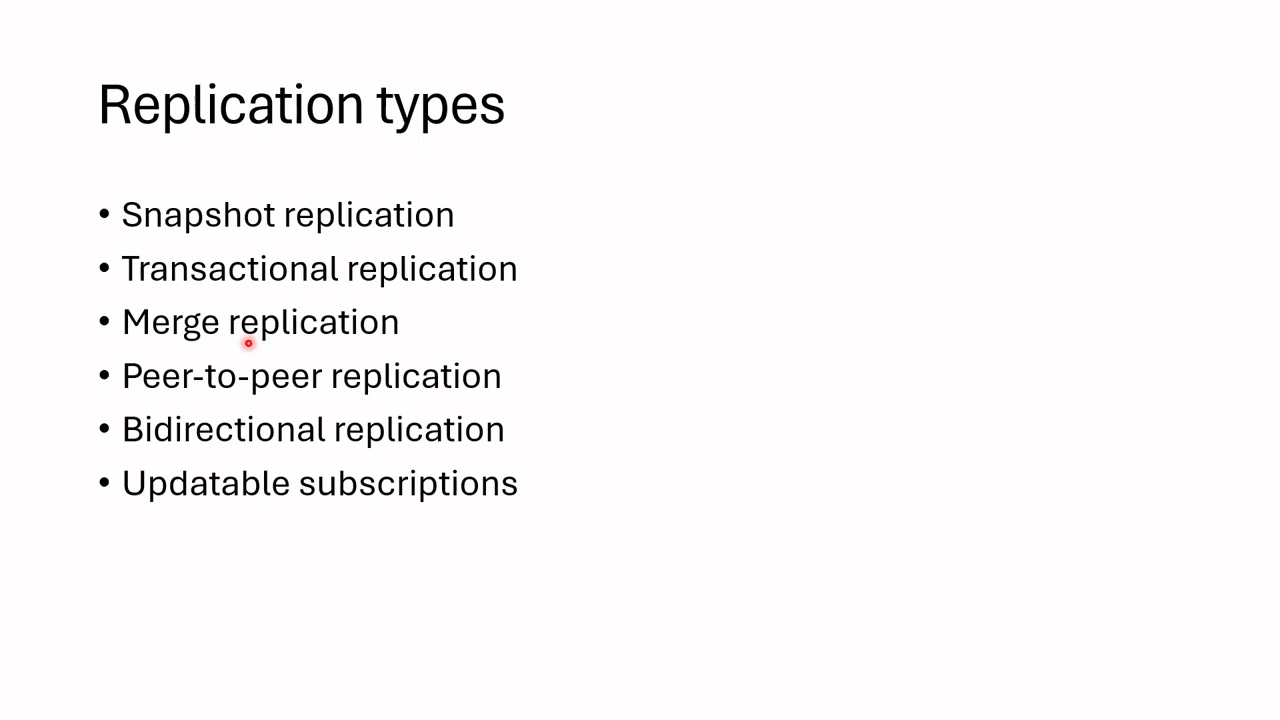 Replication types
• Snapshot replication
• Transactional replication
• Merge replication
• Peer-to-peer replication
• Bidirectional replication
• Updatable subscriptions